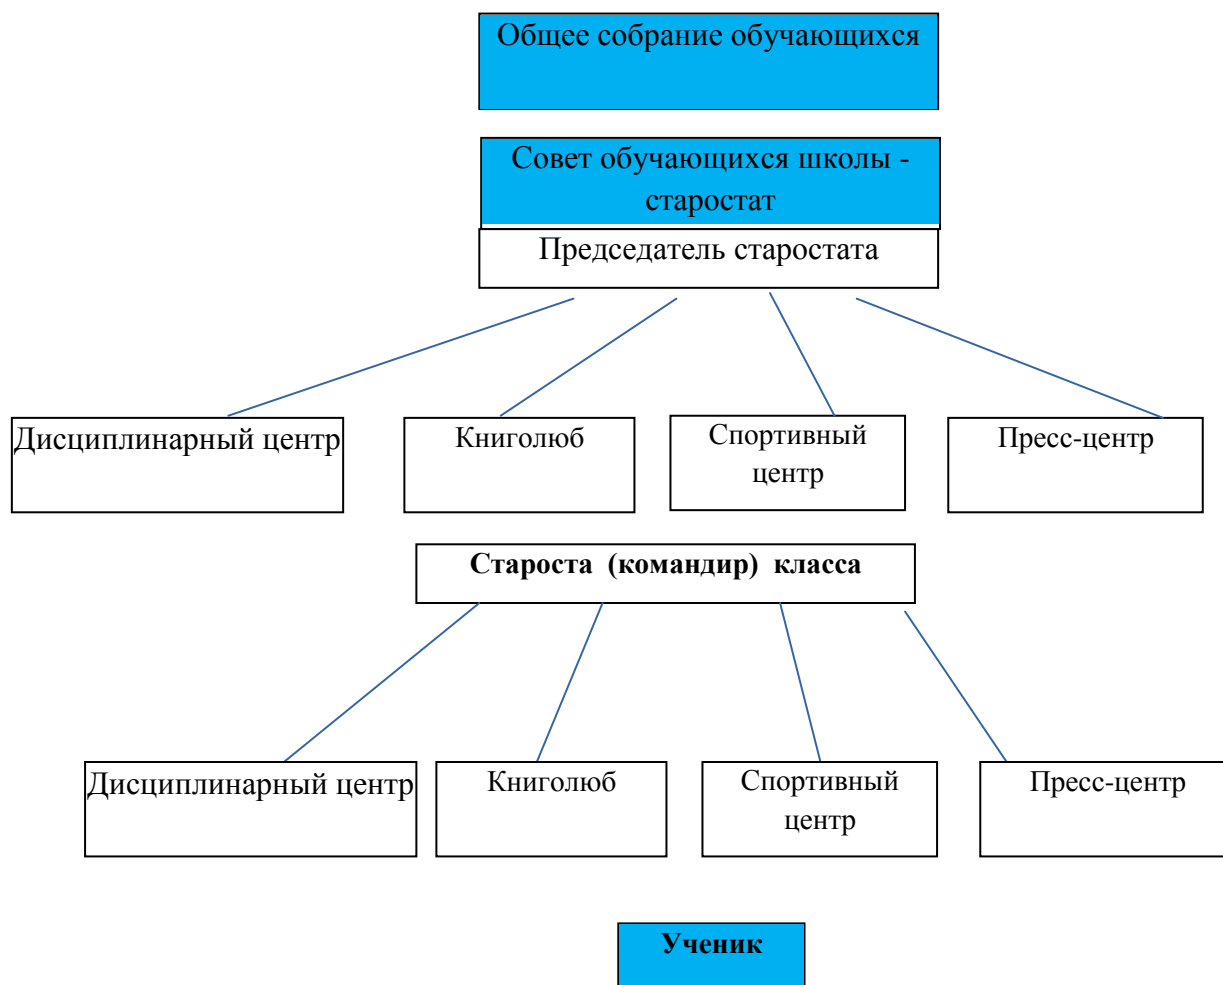 Общее собрание обучающихся
Совет обучающихся школы -
старостат
Председатель старостата
Дисциплинарный центр
Книголюб
Спортивный
центр
Пресс-центр
Староста (командир) класса
Дисциплинарный центр
Книголюб
Спортивный
центр
Пресс-центр
Ученик